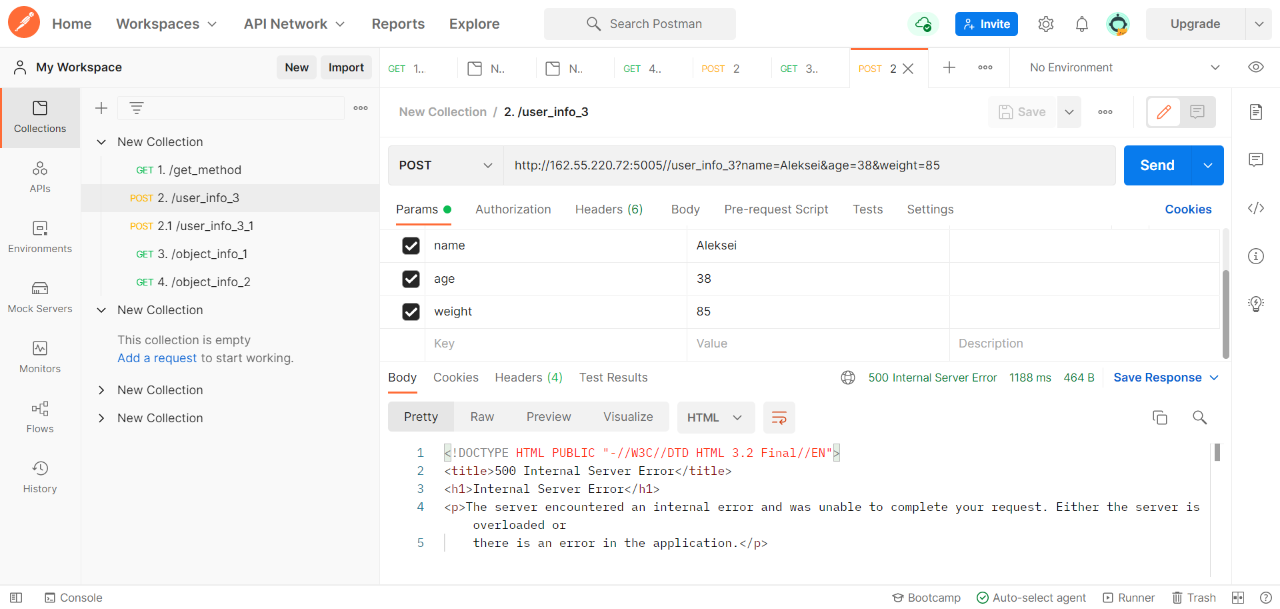 Home Workspaces API Network Reports Explore Search Postman Invite Upgrade
My Workspace New Import GET 1.. N.. N.. GET 4.. POST 2 GET 3.. POST 2 No Environment
Collections
APIs
Environments
Mock Servers
Monitors
Flows
History
New Collection
GET 1. /get_method
POST 2. /user_info_3
POST 2.1 /user_info_3_1
GET 3. /object_info_1
GET 4. /object_info_2
New Collection
This collection is empty
Add a request to start working.
New Collection
New Collection
New Collection / 2. /user_info_3 Save
POST http://162.55.220.72:5005//user_info_3?name=Aleksei&age=38&weight=85 Send
Params Authorization Headers (6) Body Pre-request Script Tests Settings Cookies
name Aleksei
age 38
weight 85
Key Value Description
Body Cookies Headers (4) Test Results 500 Internal Server Error 1188 ms 464 B Save Response
Pretty Raw Preview Visualize HTML
1 <!DOCTYPE HTML PUBLIC "-//W3C//DTD HTML 3.2 Final//EN">
2 <title>500 Internal Server Error</title>
3 <h1>Internal Server Error</h1>
4 <p>The server encountered an internal error and was unable to complete your request. Either the server is
overloaded or
5 there is an error in the application.</p>
Console Bootcamp Auto-select agent Runner Trash